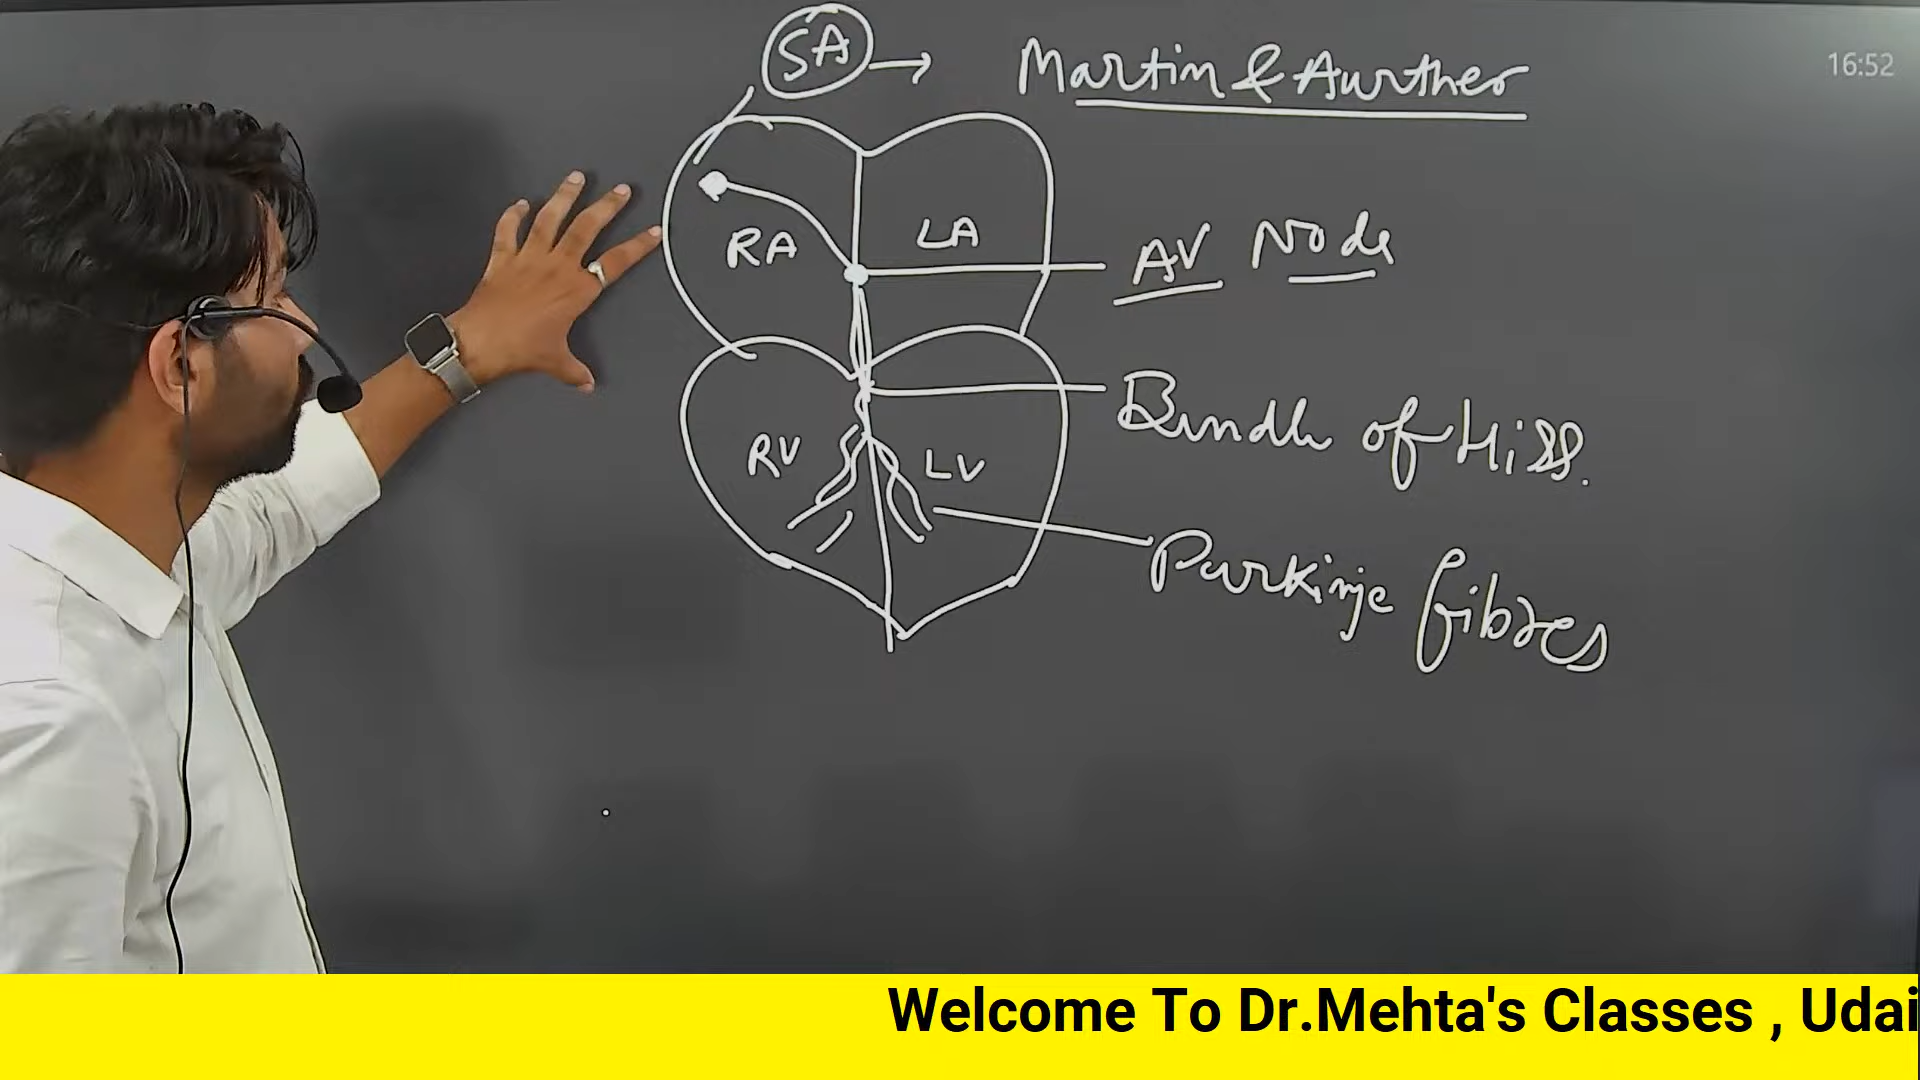 SA → Martin & Aurther
16:52
RA
LA
AV Node
Bundle of Hiss.
RV
LV
Purkinje fibres
Welcome To Dr.Mehta's Classes , Udai